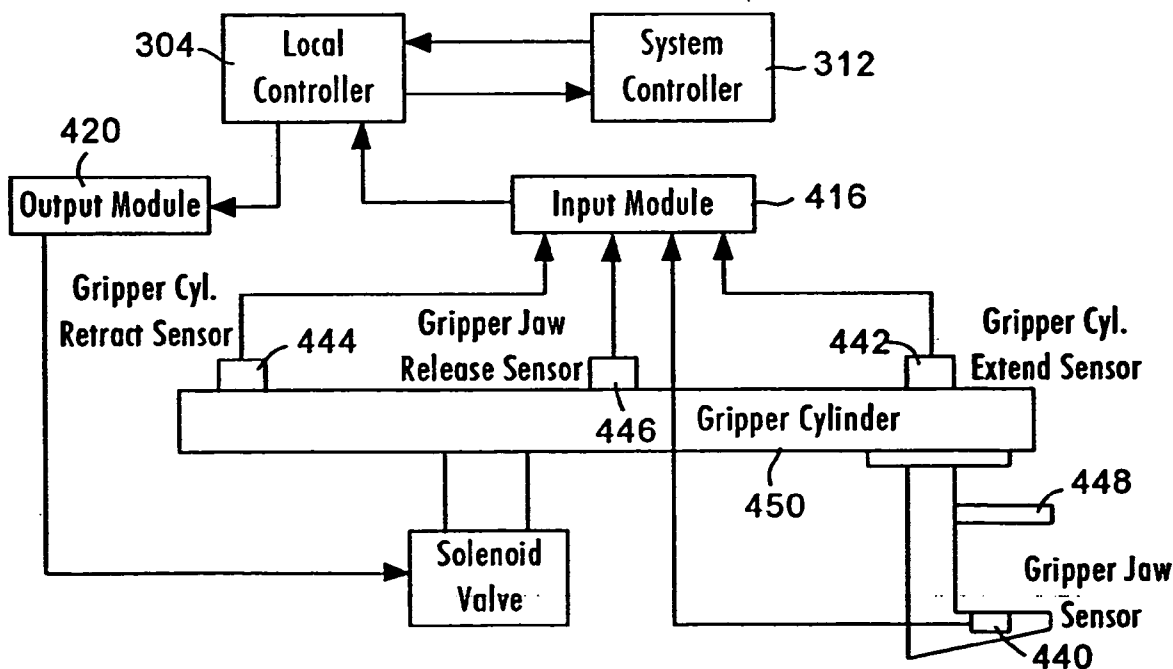 304
Local
Controller
System
Controller
312
420
Output Module
Input Module
416
Gripper Cyl.
Retract Sensor
444
Gripper Jaw
Release Sensor
446
442
Gripper Cyl.
Extend Sensor
Gripper Cylinder
450
448
Solenoid
Valve
Gripper Jaw
Sensor
440